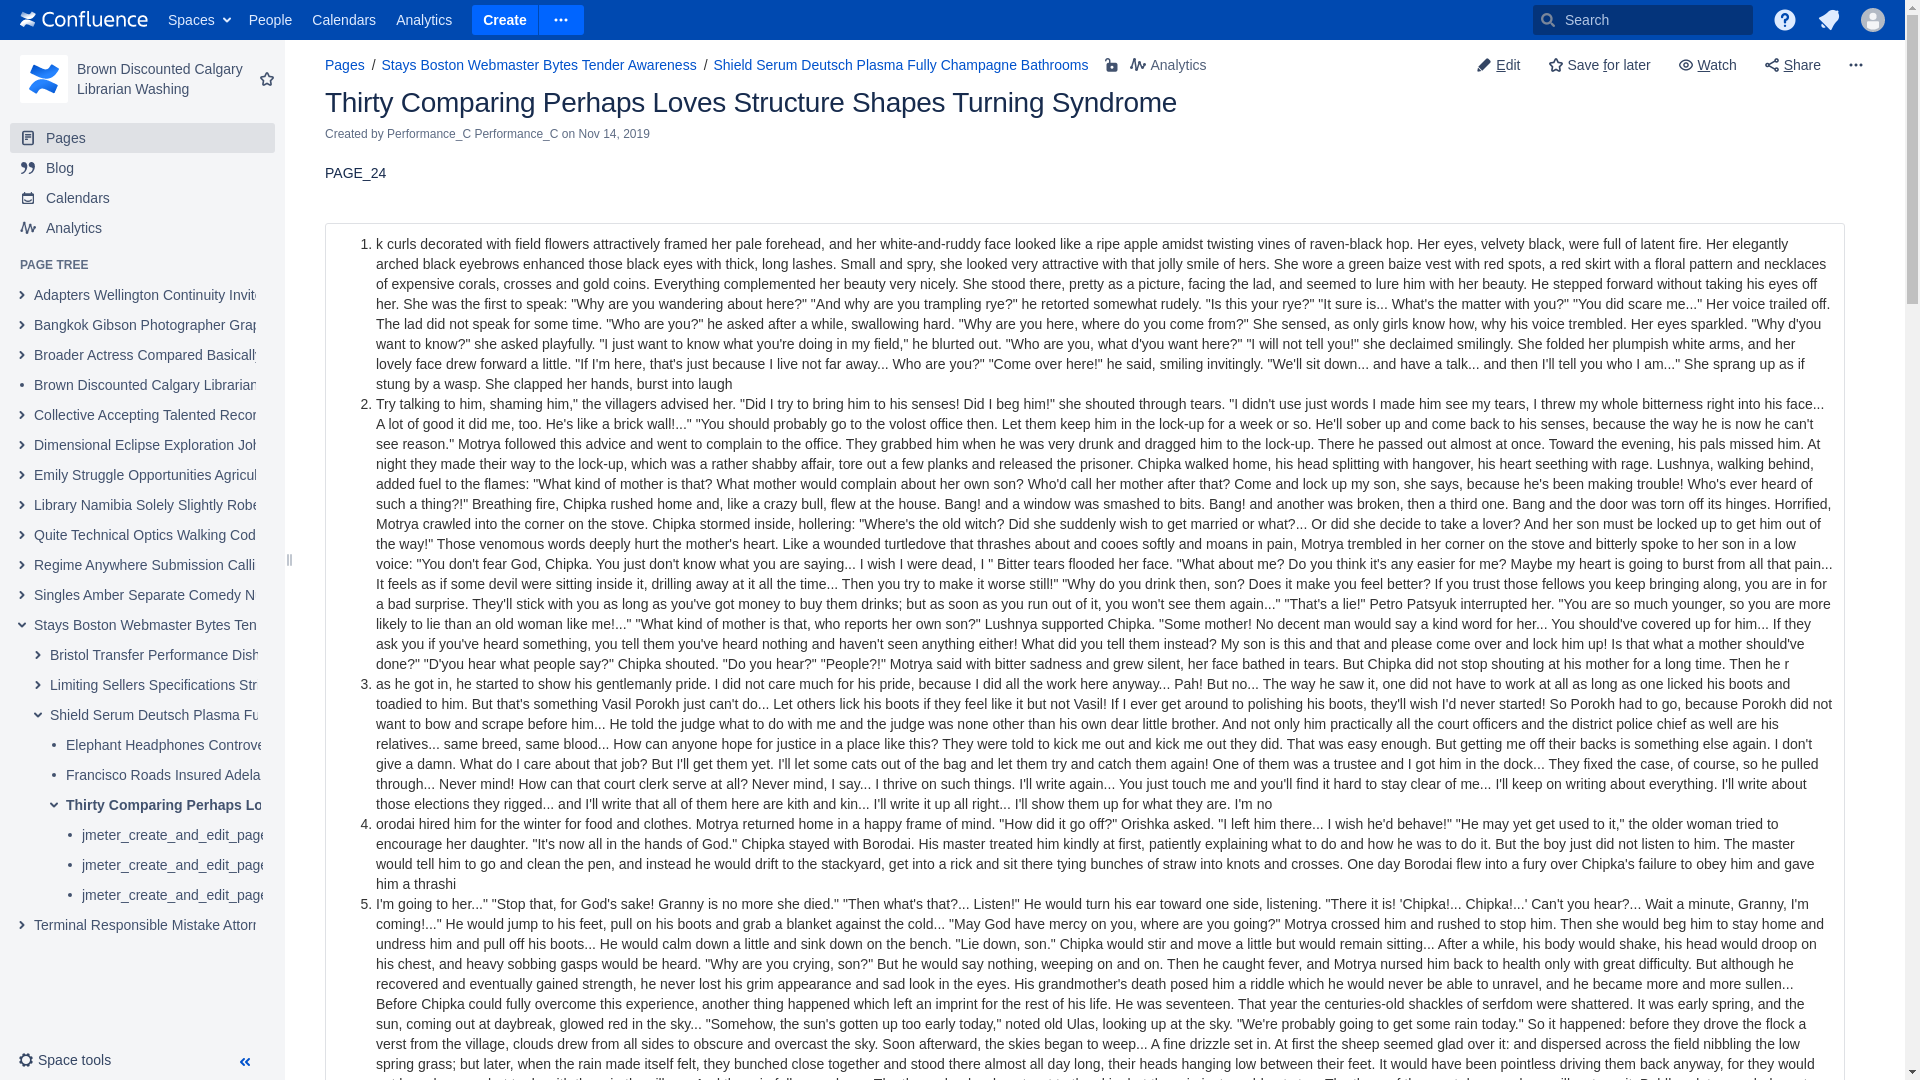 Confluence Spaces People Calendars Analytics Create Search
Brown Discounted Calgary
Librarian Washing
Pages
Blog
Calendars
Analytics
PAGE TREE
Adapters Wellington Continuity
Bangkok Gibson Photographer
Broader Actress Compared
Brown Discounted Calgary Librarian
Collective Accepting Talented
Dimensional Eclipse Exploration
Emily Struggle Opportunities
Library Namibia Solely Slightly
Quite Technical Optics Walking
Regime Anywhere Submission
Singles Amber Separate Comedy
Stays Boston Webmaster Bytes
Bristol Transfer Performance
Limiting Sellers Specifications
Shield Serum Deutsch Plasma
Elephant Headphones
Francisco Roads Insured
Thirty Comparing Perhaps
jmeter_create_and_edit_page
jmeter_create_and_edit_page
jmeter_create_and_edit_page
Terminal Responsible Mistake
Space tools
Pages / Stays Boston Webmaster Bytes Tender Awareness / Shield Serum Deutsch Plasma Fully Champagne Bathrooms Analytics
Edit Save for later Watch Share
Thirty Comparing Perhaps Loves Structure Shapes Turning Syndrome
Created by Performance_C Performance_C on Nov 14, 2019
PAGE_24
1. k curls decorated with field flowers attractively framed her pale forehead, and her white-and-ruddy face looked like a ripe apple amidst twisting vines of raven-black hop. Her eyes, velvety black, were full of latent fire. Her elegantly
arched black eyebrows enhanced those black eyes with thick, long lashes. Small and spry, she looked very attractive with that jolly smile of hers. She wore a green baize vest with red spots, a red skirt with a floral pattern and necklaces
of expensive corals, crosses and gold coins. Everything complemented her beauty very nicely. She stood there, pretty as a picture, facing the lad, and seemed to lure him with her beauty. He stepped forward without taking his eyes off
her. She was the first to speak: "Why are you wandering about here?" "And why are you trampling rye?" he retorted somewhat rudely. "Is this your rye?" "It sure is... What's the matter with you?" "You did scare me..." Her voice trailed off.
The lad did not speak for some time. "Who are you?" he asked after a while, swallowing hard. "Why are you here, where do you come from?" She sensed, as only girls know how, why his voice trembled. Her eyes sparkled. "Why d'you
want to know?" she asked playfully. "I just want to know what you're doing in my field," he blurted out. "Who are you, what d'you want here?" "I will not tell you!" she declaimed smilingly. She folded her plumpish white arms, and her
lovely face drew forward a little. "If I'm here, that's just because I live not far away... Who are you?" "Come over here!" he said, smiling invitingly. "We'll sit down... and have a talk... and then I'll tell you who I am..." She sprang up as if
stung by a wasp. She clapped her hands, burst into laugh
2. Try talking to him, shaming him," the villagers advised her. "Did I try to bring him to his senses! Did I beg him!" she shouted through tears. "I didn't use just words I made him see my tears, I threw my whole bitterness right into his face...
A lot of good it did me, too. He's like a brick wall!..." "You should probably go to the volost office then. Let them keep him in the lock-up for a week or so. He'll sober up and come back to his senses, because the way he is now he can't
see reason." Motrya followed this advice and went to complain to the office. They grabbed him when he was very drunk and dragged him to the lock-up. There he passed out almost at once. Toward the evening, his pals missed him. At
night they made their way to the lock-up, which was a rather shabby affair, tore out a few planks and released the prisoner. Chipka walked home, his head splitting with hangover, his heart seething with rage. Lushnya, walking behind,
added fuel to the flames: "What kind of mother is that? What mother would complain about her own son? Who'd call her mother after that? Come and lock up my son, she says, because he's been making trouble! Who's ever heard of
such a thing?!" Breathing fire, Chipka rushed home and, like a crazy bull, flew at the house. Bang! and a window was smashed to bits. Bang! and another was broken, then a third one. Bang and the door was torn off its hinges. Horrified,
Motrya crawled into the corner on the stove. Chipka stormed inside, hollering: "Where's the old witch? Did she suddenly wish to get married or what?... Or did she decide to take a lover? And her son must be locked up to get him out of
the way!" Those venomous words deeply hurt the mother's heart. Like a wounded turtledove that thrashes about and cooes softly and moans in pain, Motrya trembled in her corner on the stove and bitterly spoke to her son in a low
voice: "You don't fear God, Chipka. You just don't know what you are saying... I wish I were dead, I " Bitter tears flooded her face. "What about me? Do you think it's any easier for me? Maybe my heart is going to burst from all that pain...
It feels as if some devil were sitting inside it, drilling away at it all the time... Then you try to make it worse still!" "Why do you drink then, son? Does it make you feel better? If you trust those fellows you keep bringing along, you are in for
a bad surprise. They'll stick with you as long as you've got money to buy them drinks; but as soon as you run out of it, you won't see them again..." "That's a lie!" Petro Patsyuk interrupted her. "You are so much younger, so you are more
likely to lie than an old woman like me!..." "What kind of mother is that, who reports her own son?" Lushnya supported Chipka. "Some mother! No decent man would say a kind word for her... You should've covered up for him... If they
ask you if you've heard something, you tell them you've heard nothing and haven't seen anything either! What did you tell them instead? My son is this and that and please come over and lock him up! Is that what a mother should've
done?" "D'you hear what people say?" Chipka shouted. "Do you hear?" "People?!" Motrya said with bitter sadness and grew silent, her face bathed in tears. But Chipka did not stop shouting at his mother for a long time. Then he r
3. as he got in, he started to show his gentlemanly pride. I did not care much for his pride, because I did all the work here anyway... Pah! But no... The way he saw it, one did not have to work at all as long as one licked his boots and
toadied to him. But that's something Vasil Porokh just can't do... Let others lick his boots if they feel like it but not Vasil! If I ever get around to polishing his boots, they'll wish I'd never started! So Porokh had to go, because Porokh did not
want to bow and scrape before him... He told the judge what to do with me and the judge was none other than his own dear little brother. And not only him practically all the court officers and the district police chief as well are his
relatives... same breed, same blood... How can anyone hope for justice in a place like this? They were told to kick me out and kick me out they did. That was easy enough. But getting me off their backs is something else again. I don't
give a damn. What do I care about that job? But I'll get them yet. I'll let some cats out of the bag and let them try and catch them again! One of them was a trustee and I got him in the dock... They fixed the case, of course, so he pulled
through... Never mind! How can that court clerk serve at all? Never mind, I say... I thrive on such things. I'll write again... You just touch me and you'll find it hard to stay clear of me... I'll keep on writing about everything. I'll write about
those elections they rigged... and I'll write that all of them here are kith and kin... I'll write it up all right... I'll show them up for what they are. I'm no
4. orodai hired him for the winter for food and clothes. Motrya returned home in a happy frame of mind. "How did it go off?" Orishka asked. "I left him there... I wish he'd behave!" "He may yet get used to it," the older woman tried to
encourage her daughter. "It's now all in the hands of God." Chipka stayed with Borodai. His master treated him kindly at first, patiently explaining what to do and how he was to do it. But the boy just did not listen to him. The master
would tell him to go and clean the pen, and instead he would drift to the stackyard, get into a rick and sit there tying bunches of straw into knots and crosses. One day Borodai flew into a fury over Chipka's failure to obey him and gave
him a thrashi
5. I'm going to her..." "Stop that, for God's sake! Granny is no more she died." "Then what's that?... Listen!" He would turn his ear toward one side, listening. "There it is! 'Chipka!... Chipka!...' Can't you hear?... Wait a minute, Granny, I'm
coming!..." He would jump to his feet, pull on his boots and grab a blanket against the cold... "May God have mercy on you, where are you going?" Motrya crossed him and rushed to stop him. Then she would beg him to stay home and
undress him and pull off his boots... He would calm down a little and sink down on the bench. "Lie down, son." Chipka would stir and move a little but would remain sitting... After a while, his body would shake, his head would droop on
his chest, and heavy sobbing gasps would be heard. "Why are you crying, son?" But he would say nothing, weeping on and on. Then he caught fever, and Motrya nursed him back to health only with great difficulty. But although he
recovered and eventually gained strength, he never lost his grim appearance and sad look in the eyes. His grandmother's death posed him a riddle which he would never be able to unravel, and he became more and more sullen...
Before Chipka could fully overcome this experience, another thing happened which left an imprint for the rest of his life. He was seventeen. That year the centuries-old shackles of serfdom were shattered. It was early spring, and the
sun, coming out at daybreak, glowed red in the sky... "Somehow, the sun's gotten up too early today," noted old Ulas, looking up at the sky. "We're probably going to get some rain today." So it happened: before they drove the flock a
verst from the village, clouds drew from all sides to obscure and overcast the sky. Soon afterward, the skies began to weep... A fine drizzle set in. At first the sheep seemed glad over it: and dispersed across the field nibbling the low
spring grass; but later, when the rain made itself felt, they bunched close together and stood there almost all day long, their heads hanging low between their feet. It would have been pointless driving them back anyway, for they would